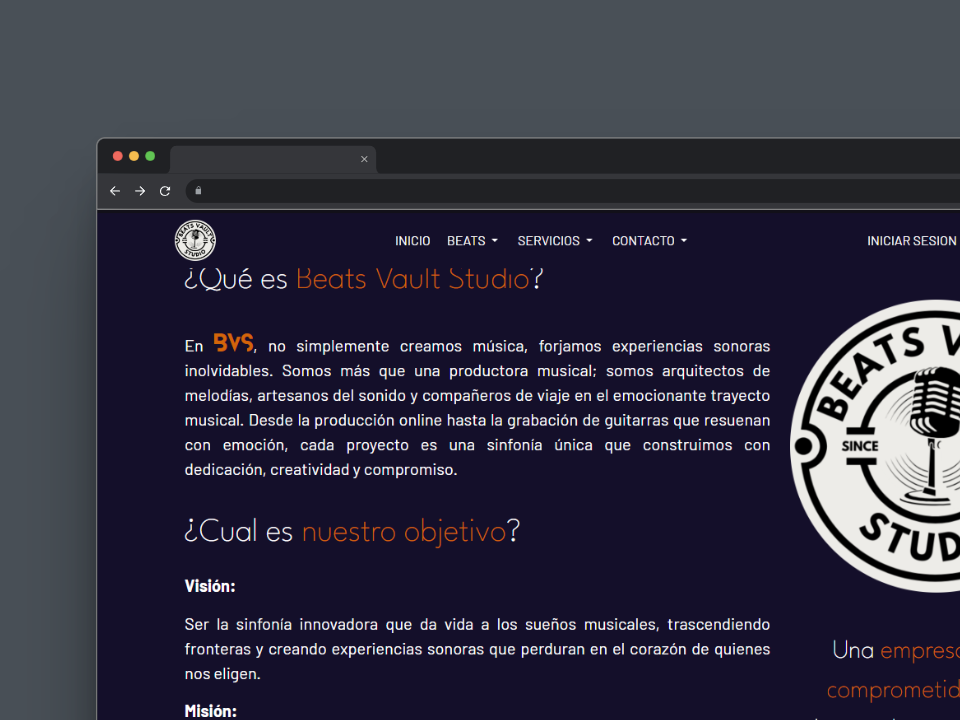 BEATS VAULT
STUDIO
INICIO BEATS SERVICIOS CONTACTO INICIAR SESION
¿Qué es Beats Vault Studio?
En BVS, no simplemente creamos música, forjamos experiencias sonoras
inolvidables. Somos más que una productora musical; somos arquitectos de
melodías, artesanos del sonido y compañeros de viaje en el emocionante trayecto
musical. Desde la producción online hasta la grabación de guitarras que resuenan
con emoción, cada proyecto es una sinfonía única que construimos con
dedicación, creatividad y compromiso.
¿Cual es nuestro objetivo?
Visión:
Ser la sinfonía innovadora que da vida a los sueños musicales, trascendiendo
fronteras y creando experiencias sonoras que perduran en el corazón de quienes
nos eligen.
Misión:
BEATS V
SINCE
STUD
Una empresa
comprometid